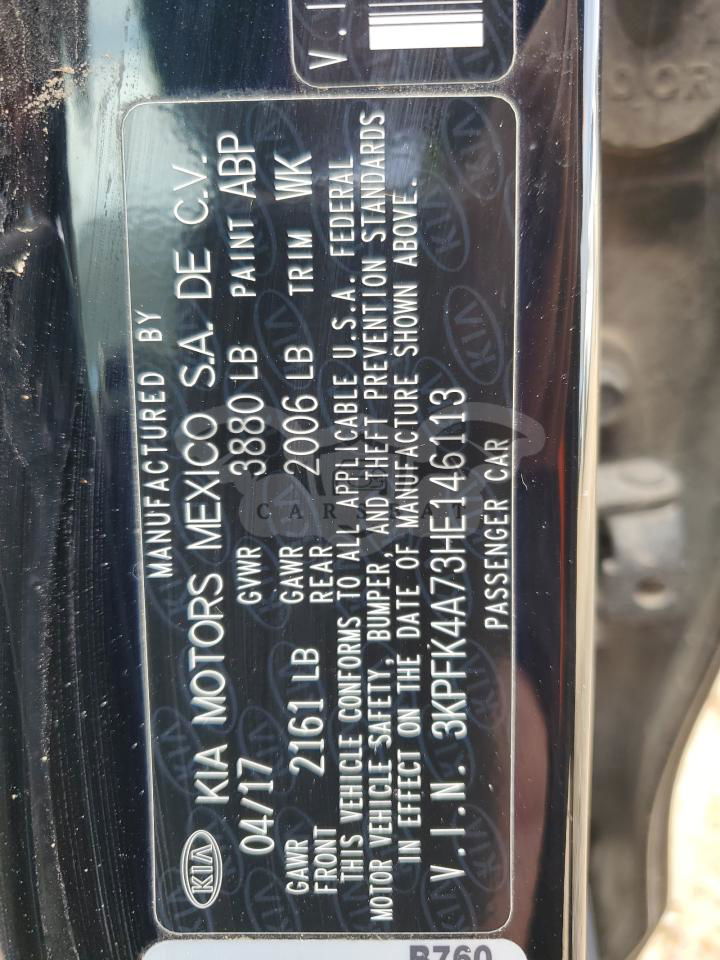 V.I
MANUFACTURED BY
KIA KIA MOTORS MEXICO S.A. DE C.V.
04/17 GVWR 3880 LB PAINT ABP
GAWR FRONT 2161 LB GAWR REAR 2006 LB TRIM WK
THIS VEHICLE CONFORMS TO ALL APPLICABLE U.S.A. FEDERAL
MOTOR VEHICLE SAFETY, BUMPER, AND THEFT PREVENTION STANDARDS
IN EFFECT ON THE DATE OF MANUFACTURE SHOWN ABOVE.
V.I.N. 3KPFK4A73HE146113
PASSENGER CAR
B760